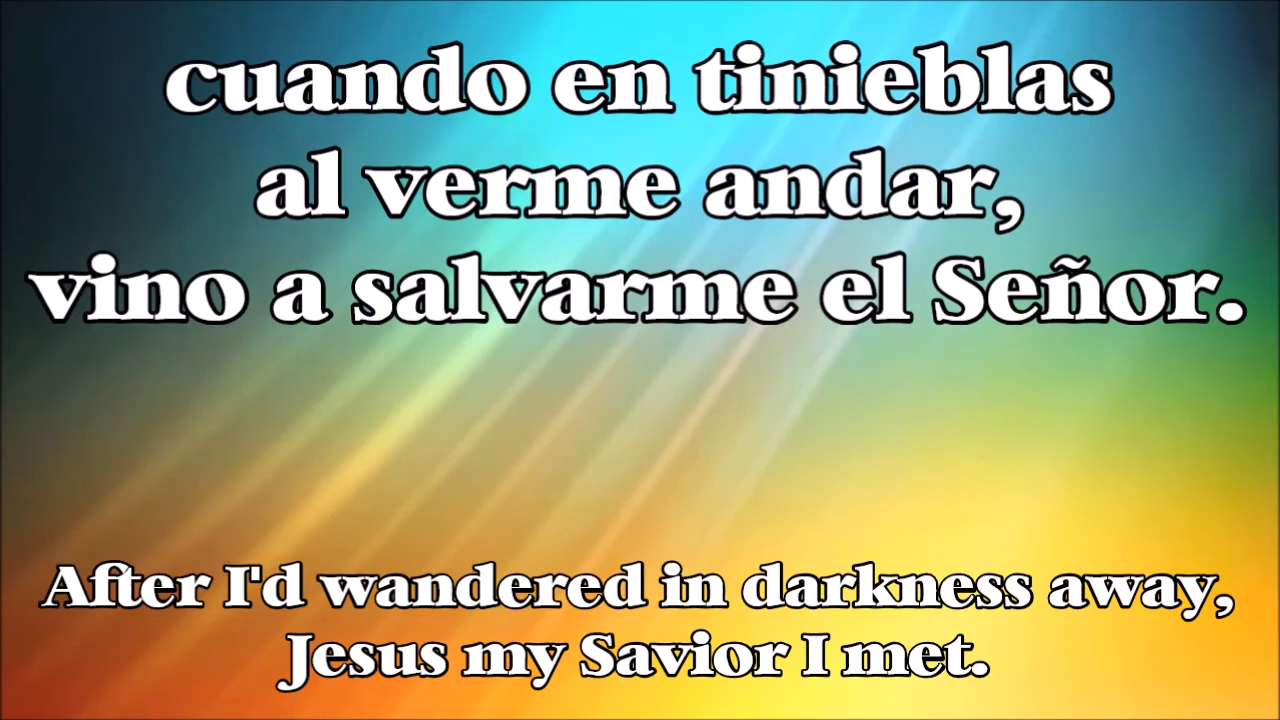 cuando en tinieblas
al verme andar,
vino a salvarme el Señor.
After I'd wandered in darkness away,
Jesus my Savior I met.